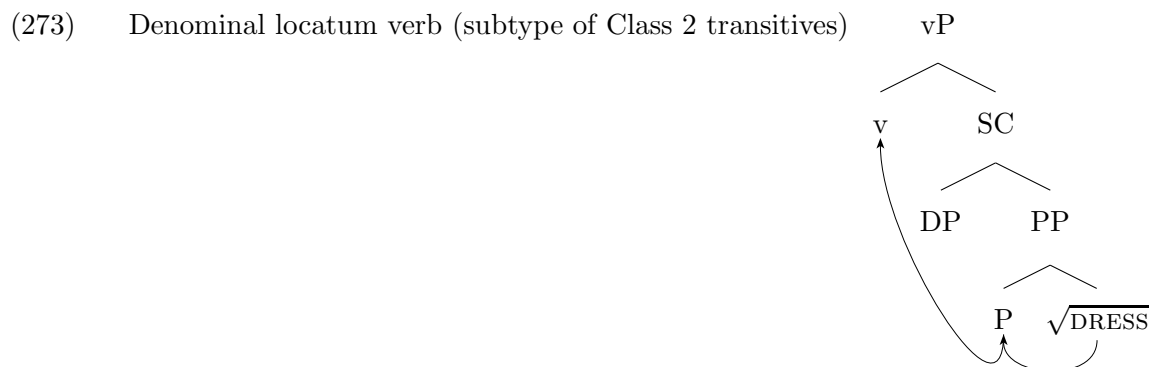 (273) Denominal locatum verb (subtype of Class 2 transitives) vP
v SC
DP PP
P √DRESS